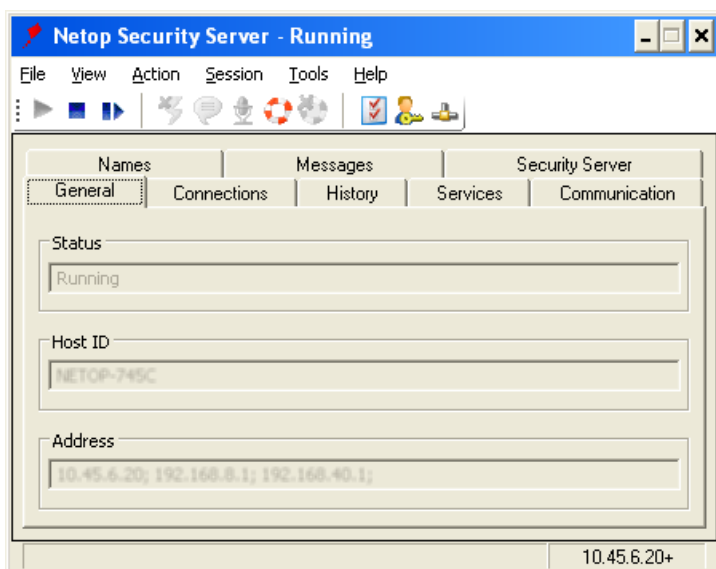 Netop Security Server - Running
File View Action Session Tools Help
Names Messages Security Server
General Connections History Services Communication
Status
Running
Host ID
NETOP-745C
Address
10.45.6.20; 192.168.8.1; 192.168.40.1;
10.45.6.20+